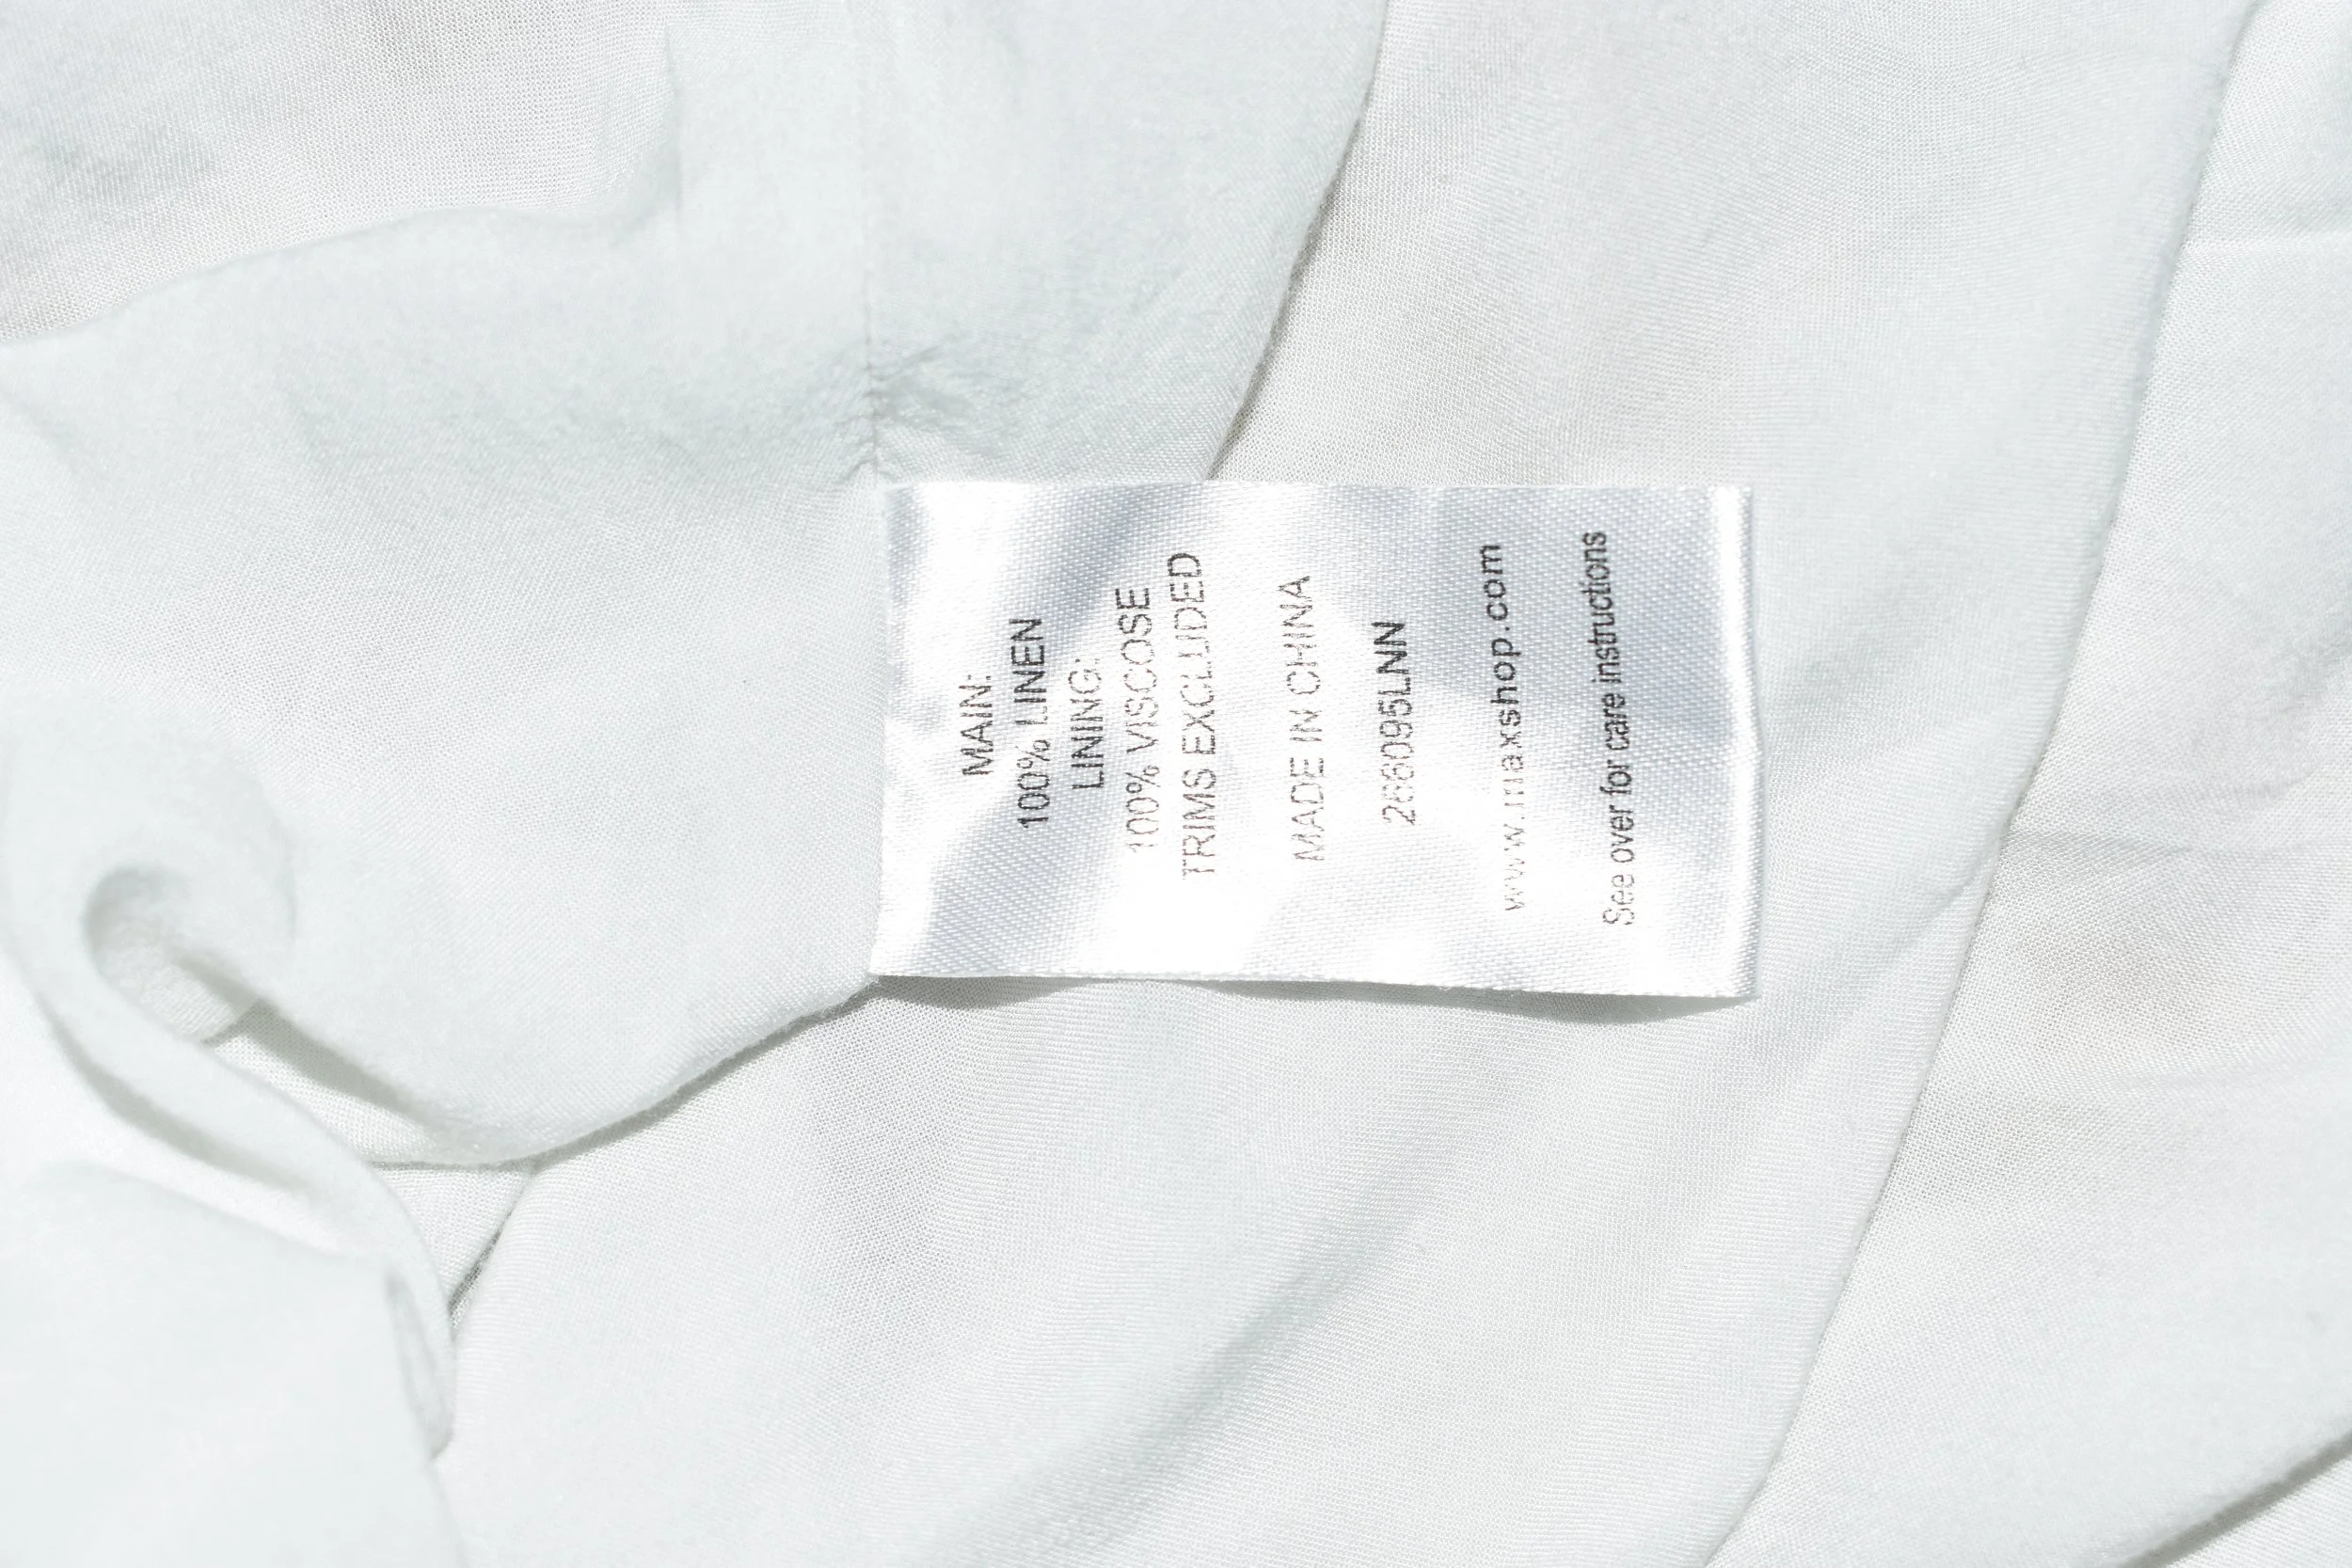 MAIN:
100% LINEN
LINING:
100% VISCOSE
TRIMS EXCLUDED
MADE IN CHINA
www.maxshop.com
See over for care instructions